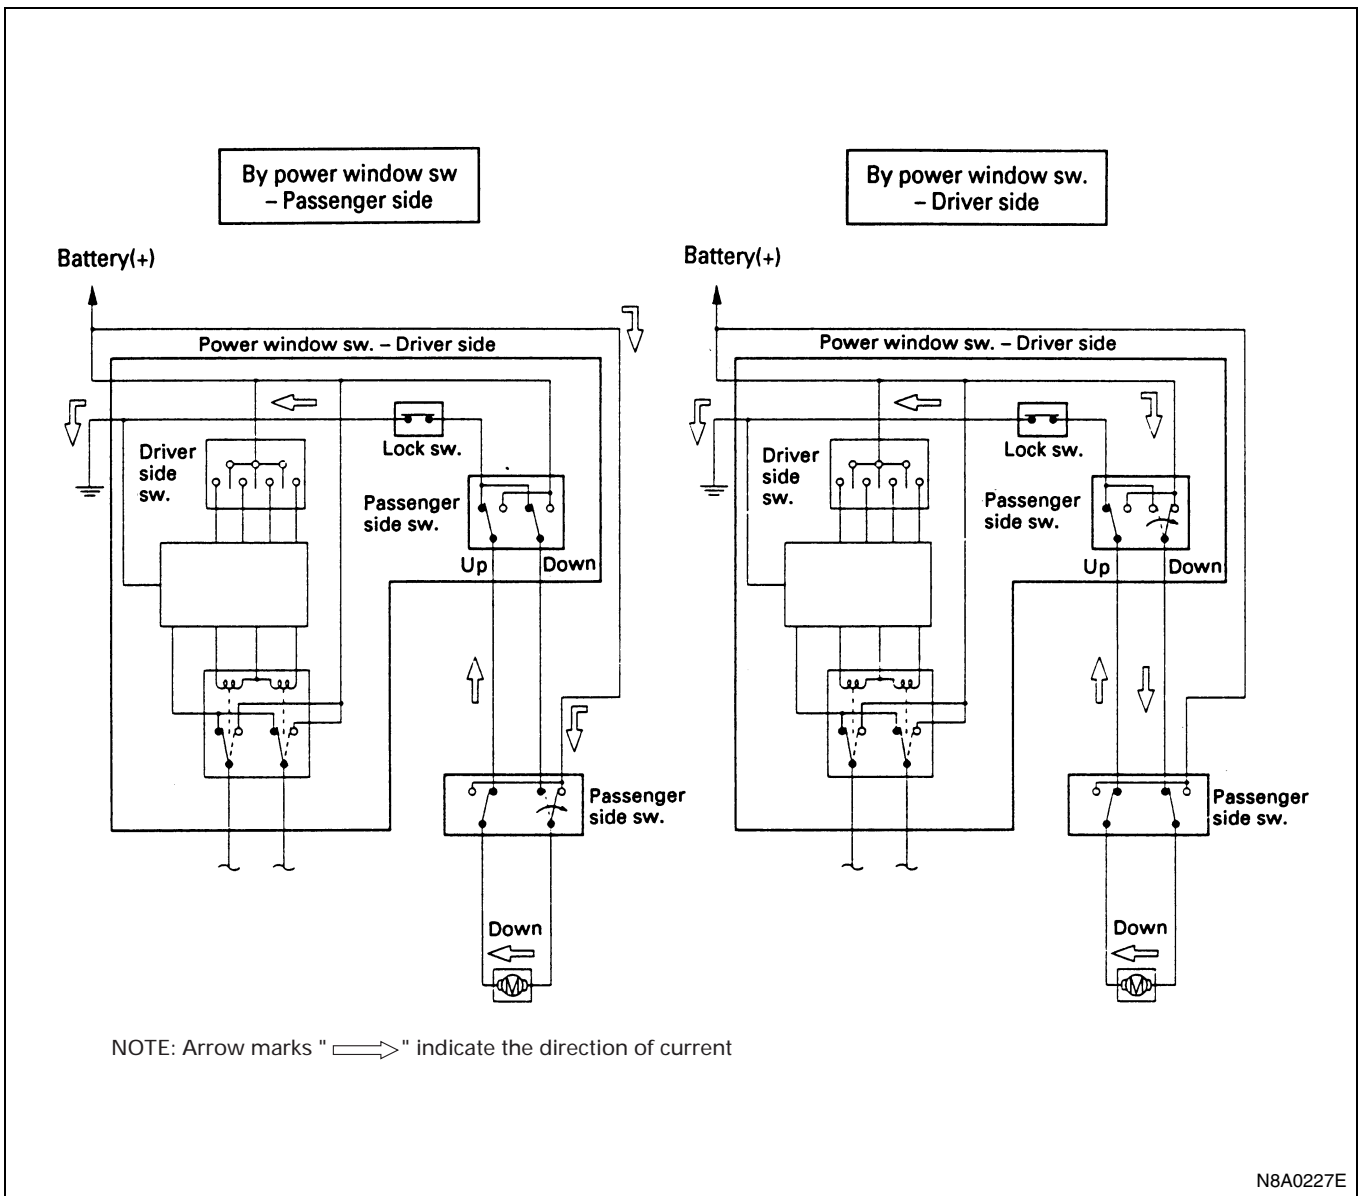 By power window sw
– Passenger side
By power window sw.
– Driver side
Battery(+)
Battery(+)
Power window sw. – Driver side
Power window sw. – Driver side
Lock sw.
Lock sw.
Driver
side
sw.
Driver
side
sw.
Passenger
side sw.
Passenger
side sw.
Up
Down
Up
Down
Passenger
side sw.
Passenger
side sw.
Down
Down
M
M
NOTE: Arrow marks " " indicate the direction of current
N8A0227E